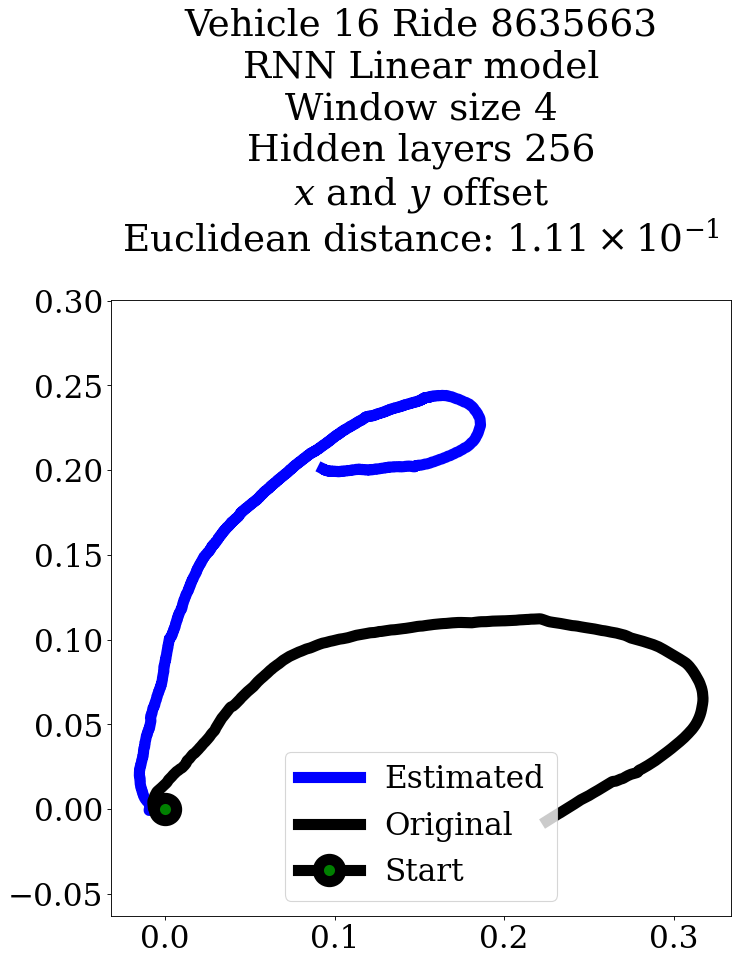 Vehicle 16 Ride 8635663
RNN Linear model
Window size 4
Hidden layers 256
x and y offset
Euclidean distance: 1.11 × 10⁻¹
0.30
0.25
0.20
0.15
0.10
0.05
0.00
−0.05
Estimated
Original
Start
0.0 0.1 0.2 0.3